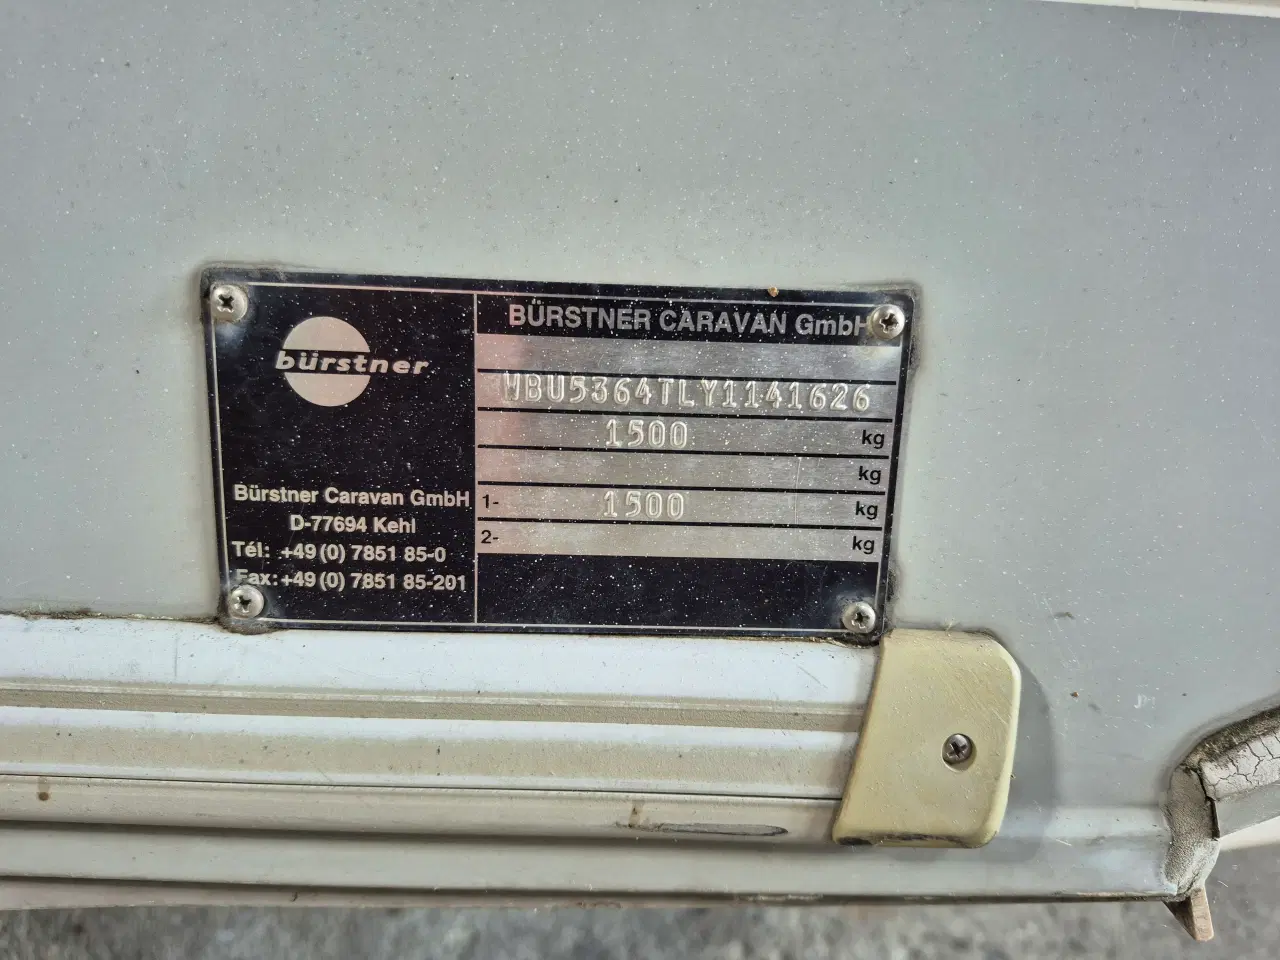 bürstner
Bürstner Caravan GmbH
D-77694 Kehl
Tél: +49(0) 7851 85-0
Fax: +49(0) 7851 85-201
BÜRSTNER CARAVAN GmbH
WBU5364TLY1141626
1500 kg
kg
1- 1500 kg
2- kg